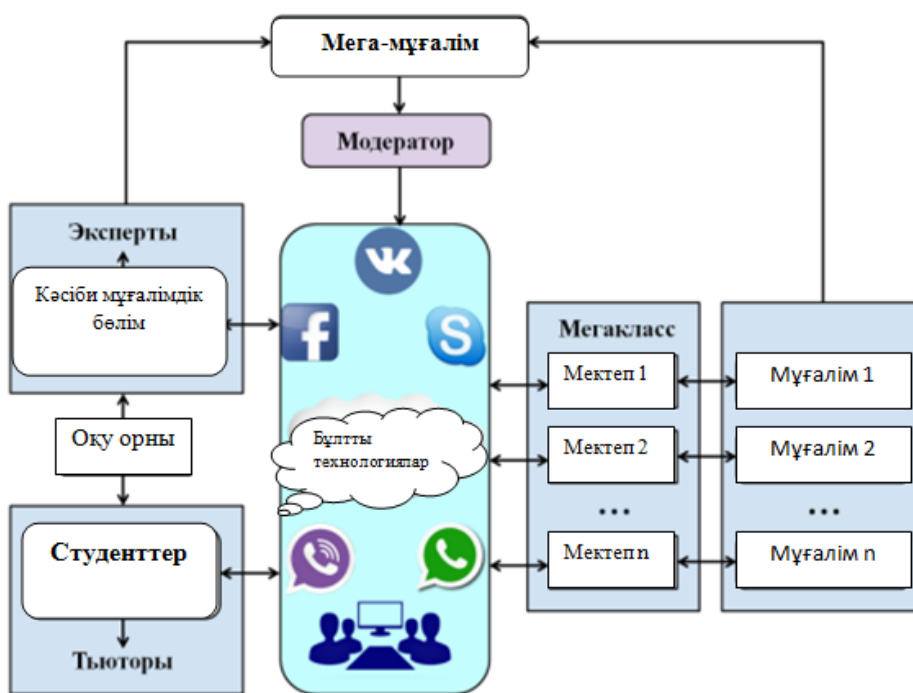 Мега-мұғалім
Модератор
Эксперты
Кәсіби мұғалімдік
бөлім
Оқу орны
Студенттер
Тьюторы
Бұлтты
технологиялар
Мегакласс
Мектеп 1
Мектеп 2
...
Мектеп n
Мұғалім 1
Мұғалім 2
...
Мұғалім n